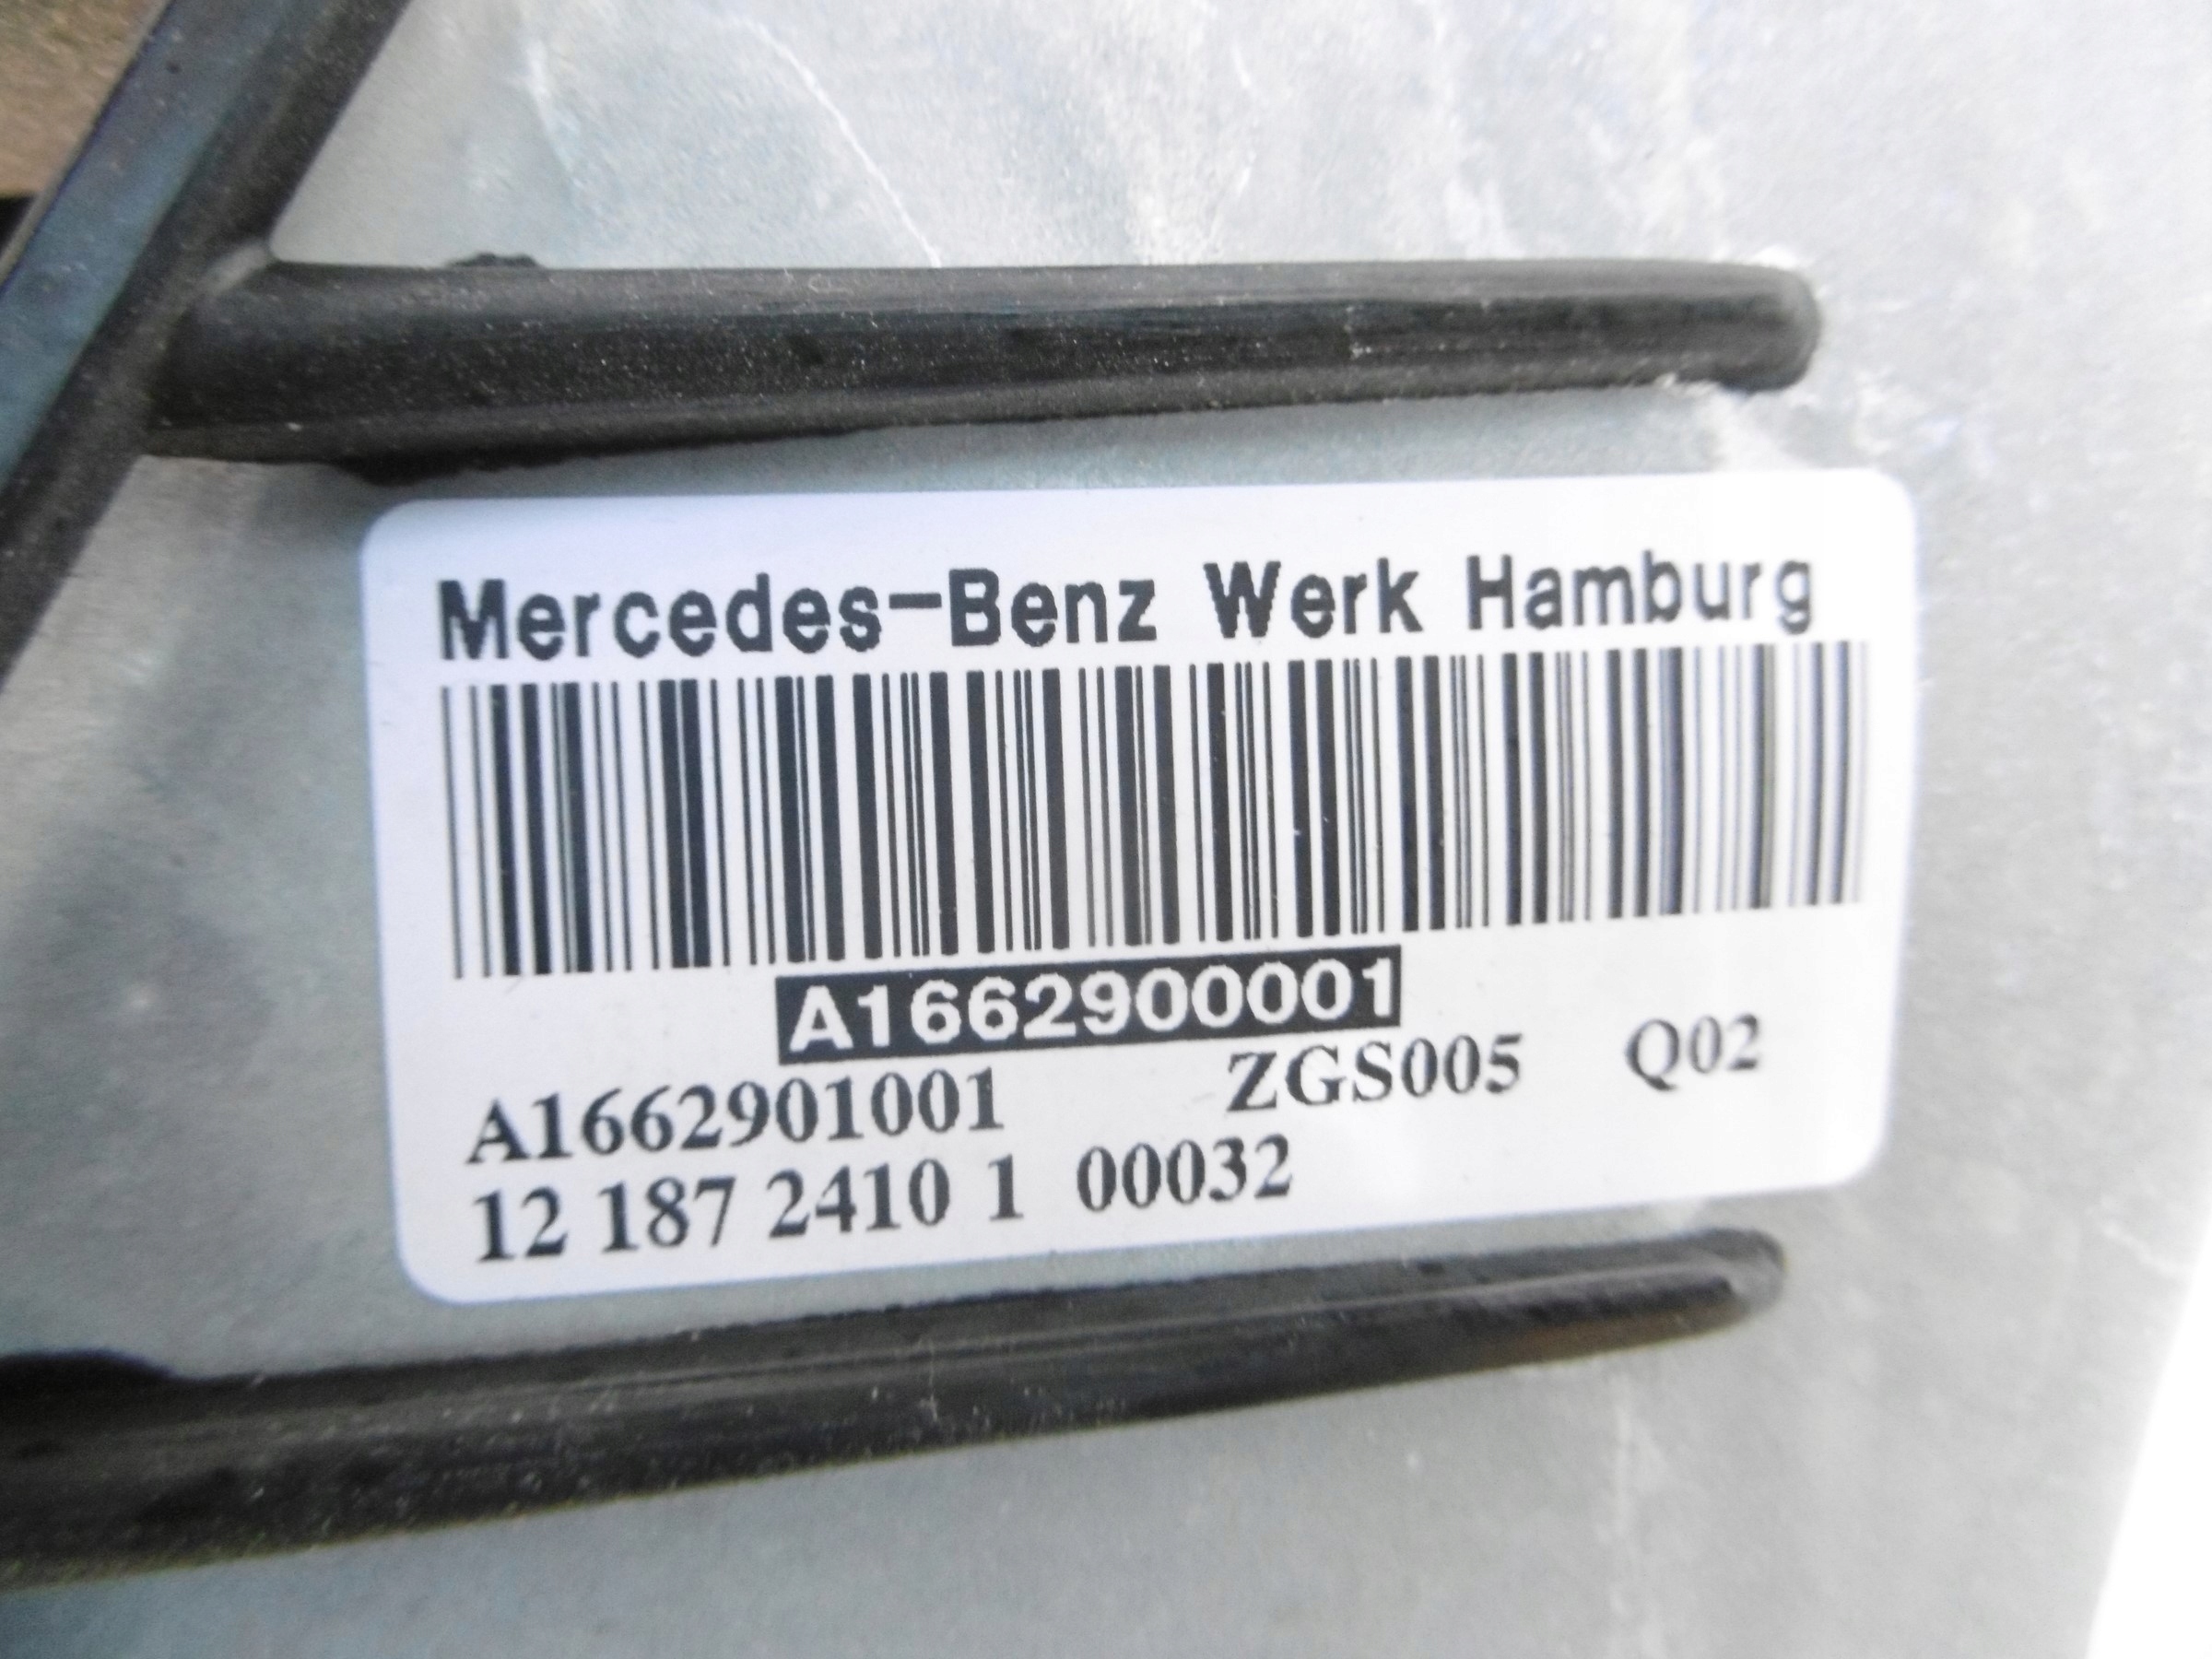 Mercedes-Benz Werk Hamburg
A1662900001
A1662901001 ZGS005 Q02
12 187 2410 1 00032